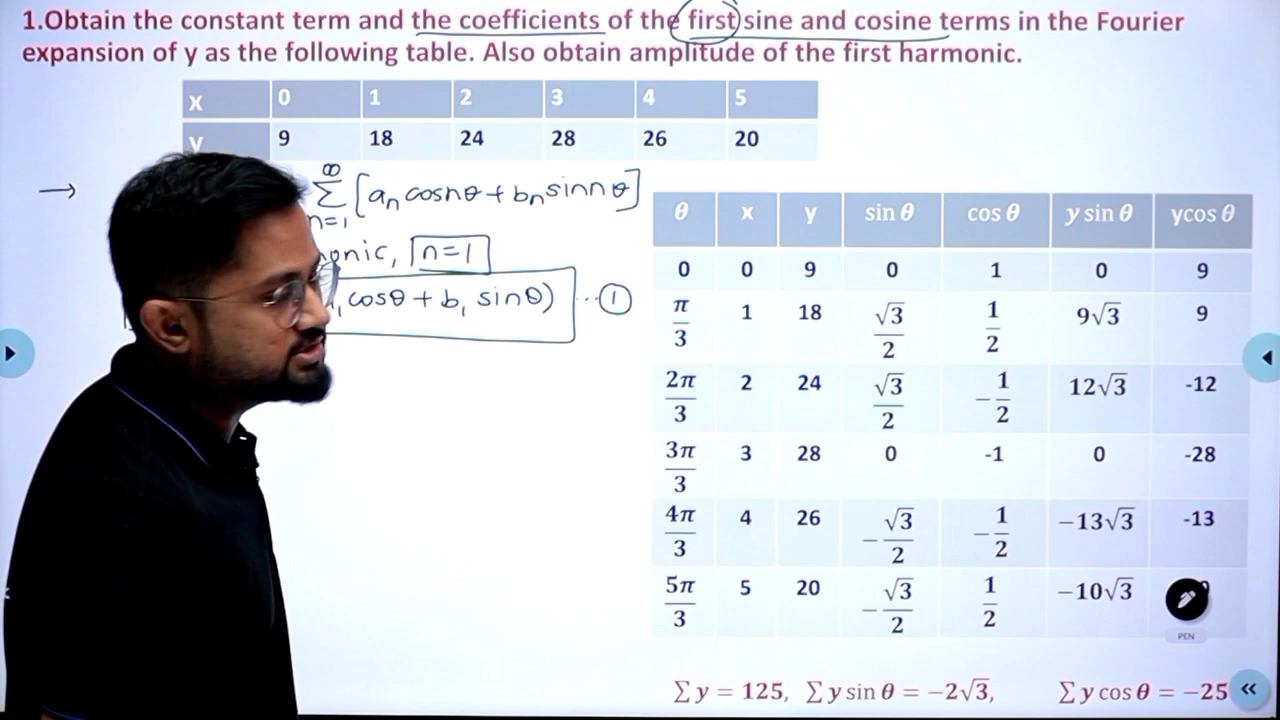 1.Obtain the constant term and the coefficients of the first sine and cosine terms in the Fourier
expansion of y as the following table. Also obtain amplitude of the first harmonic.
x 0 1 2 3 4 5
y 9 18 24 28 26 20
→
∞
∑ [aₙ cosnθ + bₙ sinnθ]
n=1
onic, n=1
cosθ + b₁ sinθ) ...①
θ x y sin θ cos θ y sin θ ycos θ
0 0 9 0 1 0 9
π/3 1 18 √3/2 1/2 9√3 9
2π/3 2 24 √3/2 −1/2 12√3 -12
3π/3 3 28 0 -1 0 -28
4π/3 4 26 −√3/2 −1/2 −13√3 -13
5π/3 5 20 −√3/2 1/2 −10√3
PEN
∑ y = 125, ∑ y sin θ = −2√3, ∑ y cos θ = −25